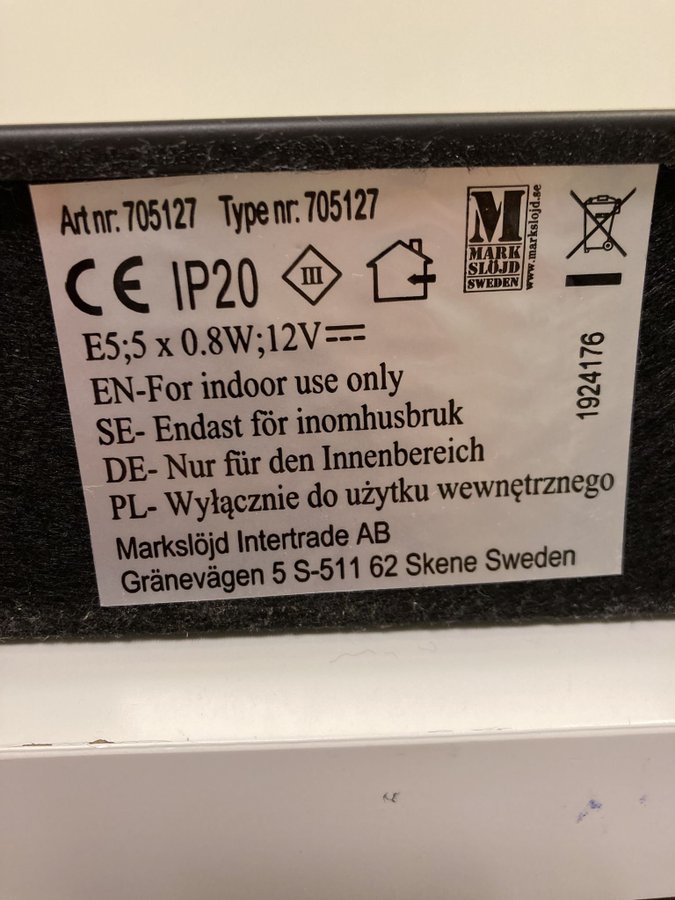 Art nr. 705127 Type nr. 705127
M
MARK
SLÖJD
SWEDEN
www.markslojd.se
CE IP20 III
E5;5 x 0.8W;12V⎓
1924176
EN-For indoor use only
SE- Endast för inomhusbruk
DE- Nur für den Innenbereich
PL- Wyłącznie do użytku wewnętrznego
Markslöjd Intertrade AB
Gränevägen 5 S-511 62 Skene Sweden